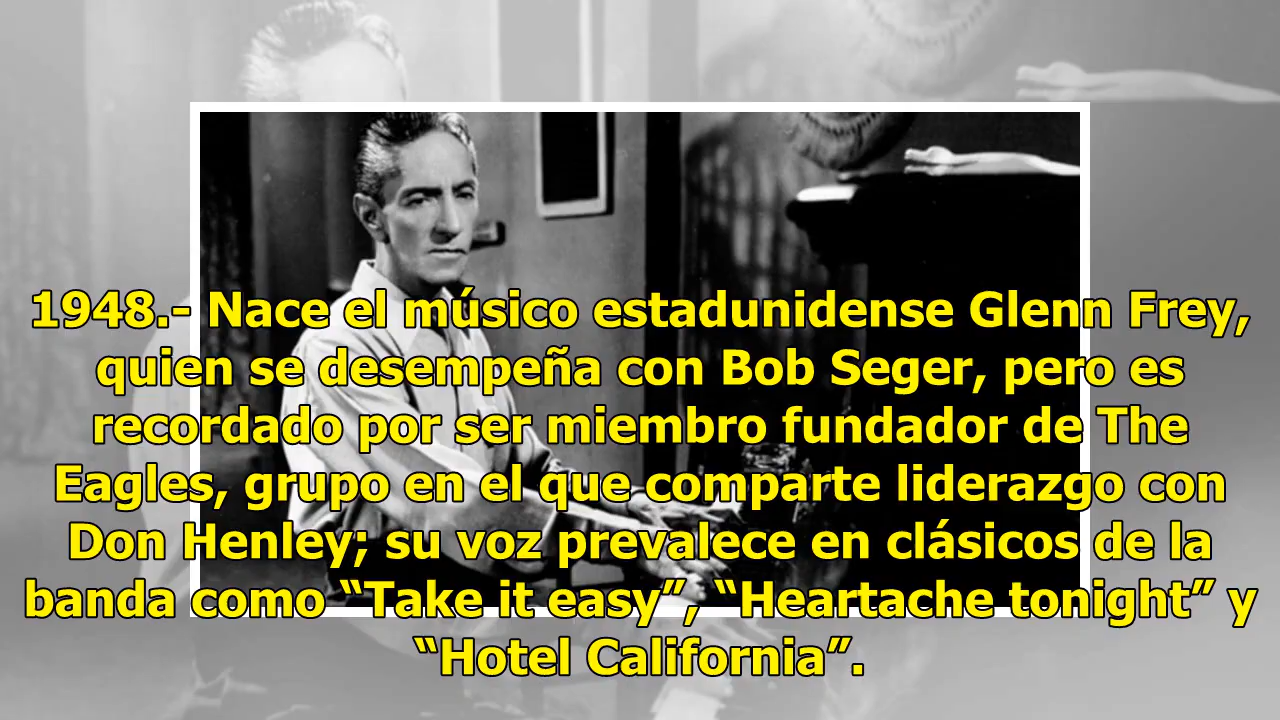 1948.- Nace el músico estadunidense Glenn Frey,
quien se desempeña con Bob Seger, pero es
recordado por ser miembro fundador de The
Eagles, grupo en el que comparte liderazgo con
Don Henley; su voz prevalece en clásicos de la
banda como “Take it easy”, “Heartache tonight” y
“Hotel California”.